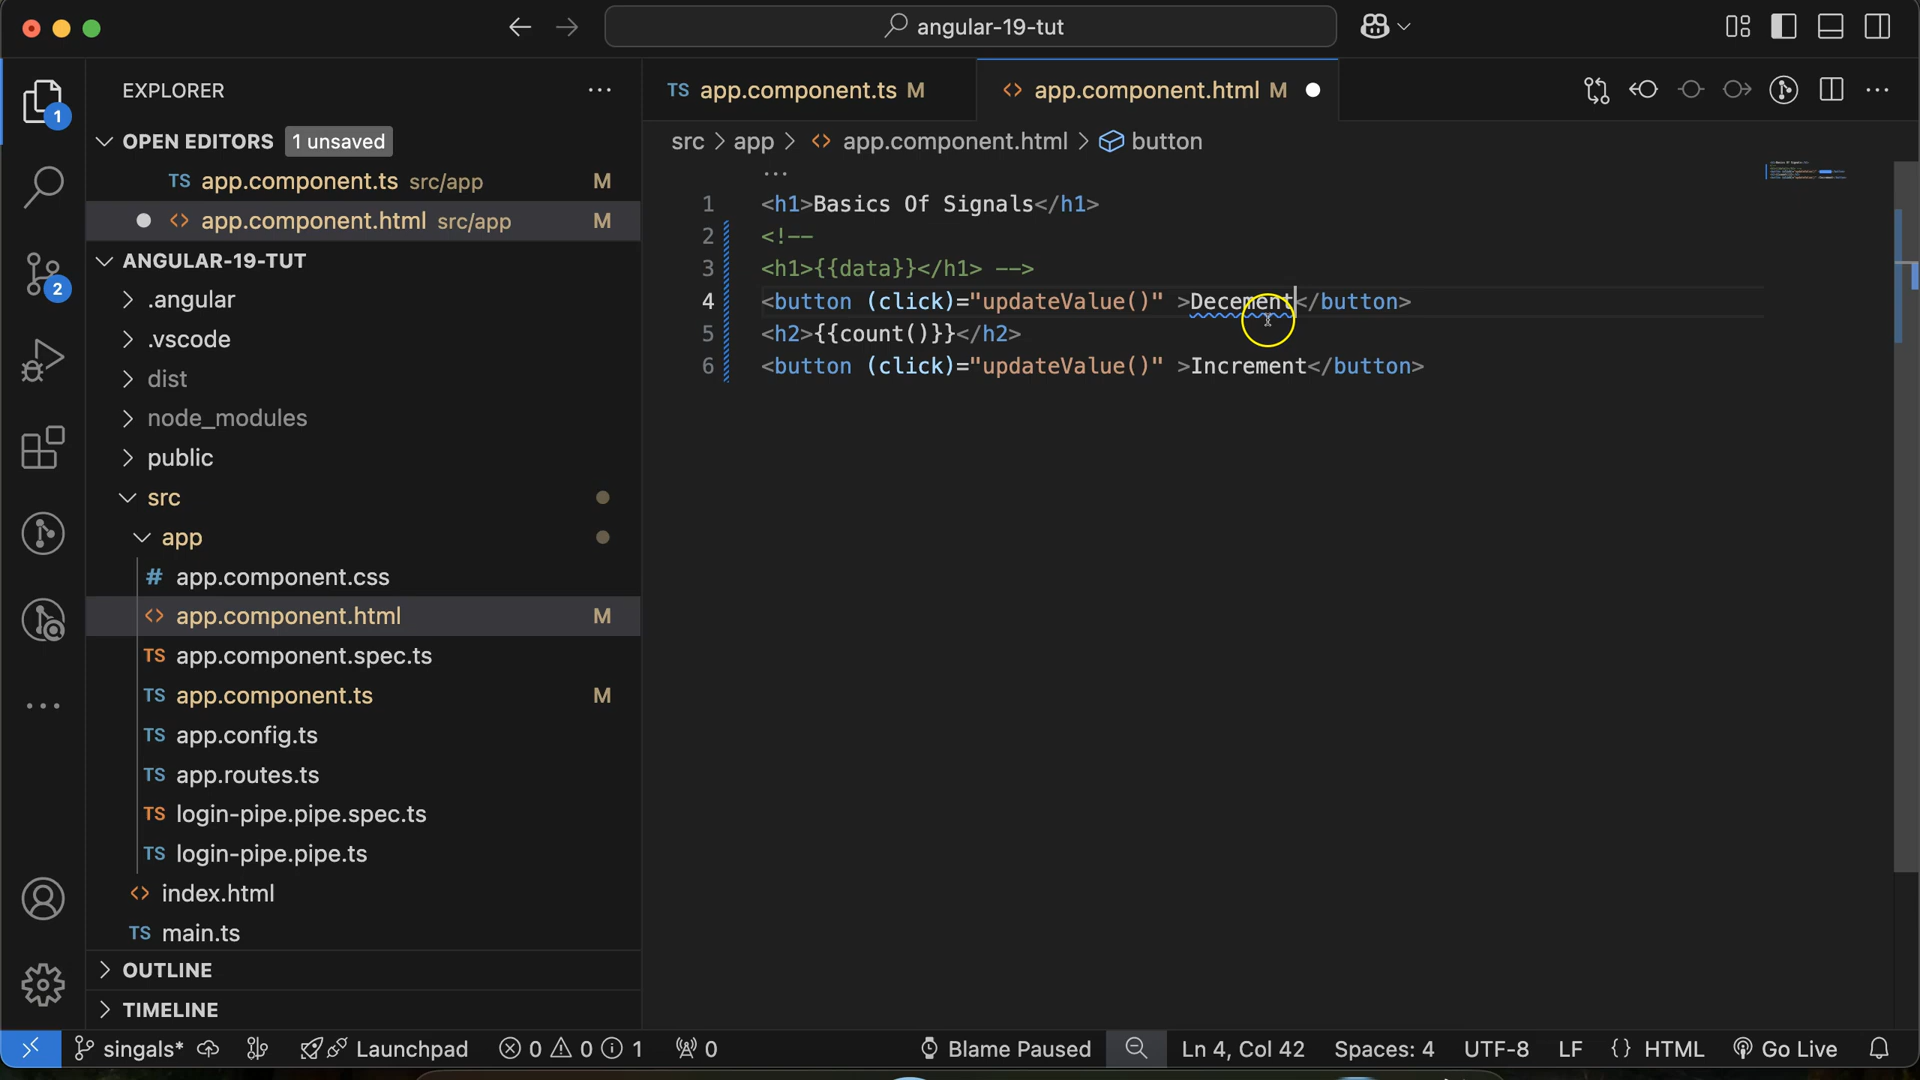 angular-19-tut
EXPLORER
1
OPEN EDITORS 1 unsaved
TS app.component.ts src/app M
<> app.component.html src/app M
ANGULAR-19-TUT
.angular
.vscode
dist
node_modules
public
src
app
# app.component.css
<> app.component.html M
TS app.component.spec.ts
TS app.component.ts M
TS app.config.ts
TS app.routes.ts
TS login-pipe.pipe.spec.ts
TS login-pipe.pipe.ts
<> index.html
TS main.ts
OUTLINE
TIMELINE
2
TS app.component.ts M
<> app.component.html M
src > app > <> app.component.html > button
1 <h1>Basics Of Signals</h1>
2 <!--
3 <h1>{{data}}</h1> -->
4 <button (click)="updateValue()" >Decement</button>
5 <h2>{{count()}}</h2>
6 <button (click)="updateValue()" >Increment</button>
singals* Launchpad 0 0 1 0 Blame Paused Ln 4, Col 42 Spaces: 4 UTF-8 LF {} HTML Go Live